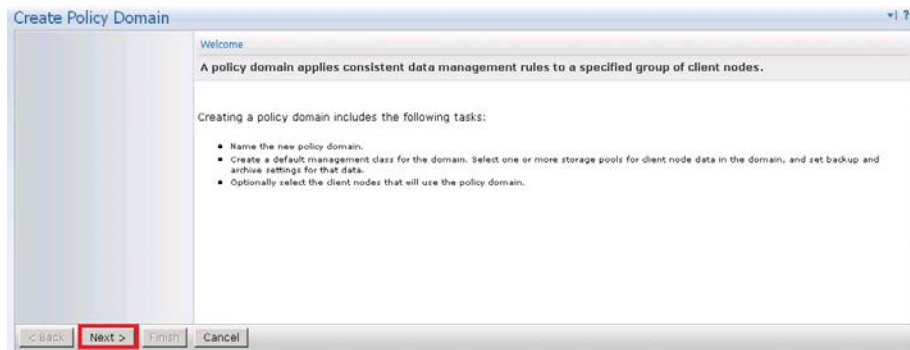 Create Policy Domain
?
Welcome
A policy domain applies consistent data management rules to a specified group of client nodes.
Creating a policy domain includes the following tasks:
Name the new policy domain.
Create a default management class for the domain. Select one or more storage pools for client node data in the domain, and set backup and
archive settings for that data.
Optionally select the client nodes that will use the policy domain.
< Back Next > Finish Cancel